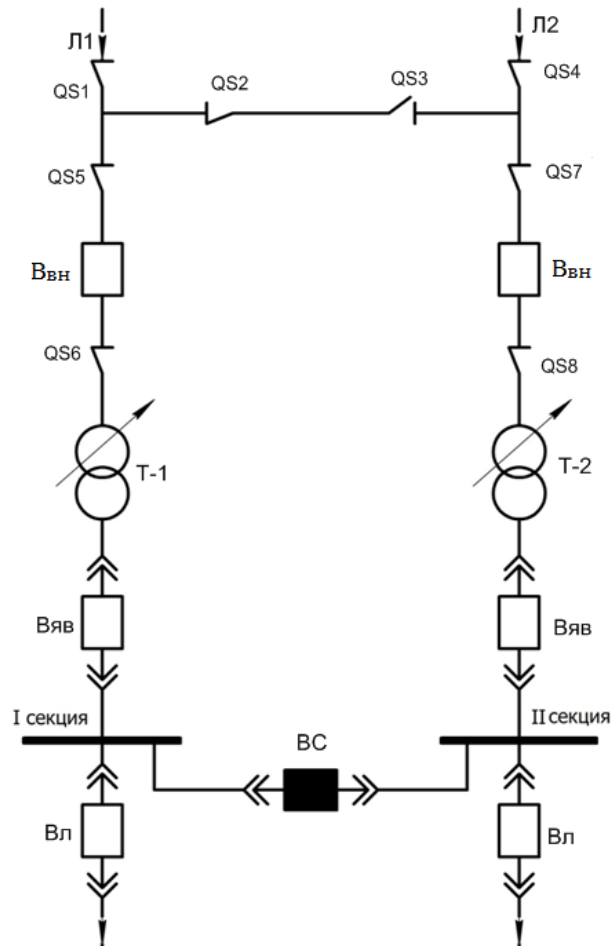 Л1
Л2
QS1
QS2
QS3
QS4
QS5
QS7
Ввн
Ввн
QS6
QS8
Т-1
Т-2
Вяв
Вяв
I секция
II секция
ВС
Вл
Вл